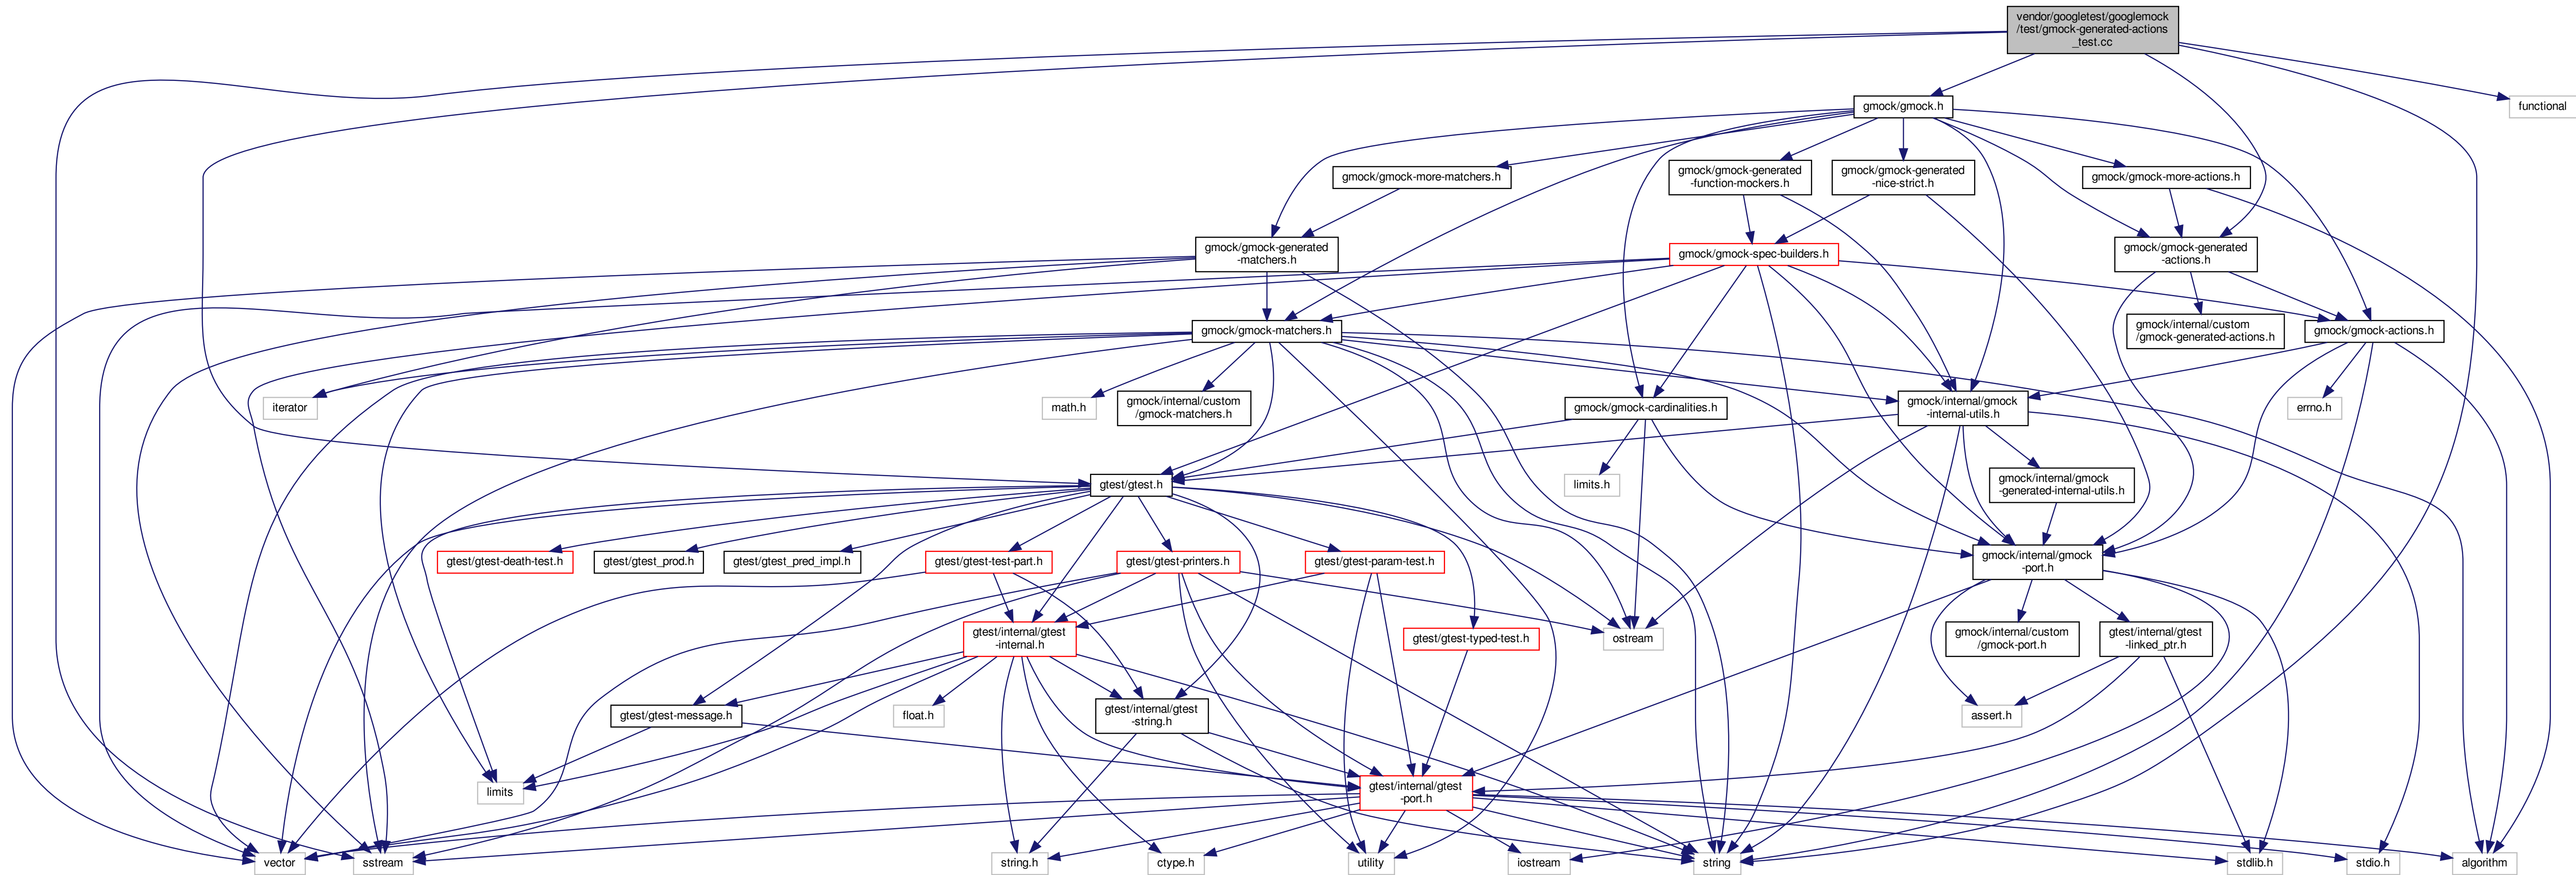 vendor/googletest/googlemock
/test/gmock-generated-actions
_test.cc
gmock/gmock.h
functional
gmock/gmock-more-matchers.h
gmock/gmock-generated
-function-mockers.h
gmock/gmock-generated
-nice-strict.h
gmock/gmock-more-actions.h
gmock/gmock-generated
-matchers.h
gmock/gmock-spec-builders.h
gmock/gmock-generated
-actions.h
gmock/gmock-matchers.h
gmock/internal/custom
/gmock-generated-actions.h
gmock/gmock-actions.h
iterator
math.h
gmock/internal/custom
/gmock-matchers.h
gmock/gmock-cardinalities.h
gmock/internal/gmock
-internal-utils.h
errno.h
gtest/gtest.h
limits.h
gmock/internal/gmock
-generated-internal-utils.h
gtest/gtest-death-test.h
gtest/gtest_prod.h
gtest/gtest_pred_impl.h
gtest/gtest-test-part.h
gtest/gtest-printers.h
gtest/gtest-param-test.h
gmock/internal/gmock
-port.h
gtest/internal/gtest
-internal.h
gtest/gtest-typed-test.h
ostream
gmock/internal/custom
/gmock-port.h
gtest/internal/gtest
-linked_ptr.h
gtest/gtest-message.h
float.h
gtest/internal/gtest
-string.h
assert.h
limits
gtest/internal/gtest
-port.h
vector
sstream
string.h
ctype.h
utility
iostream
string
stdlib.h
stdio.h
algorithm